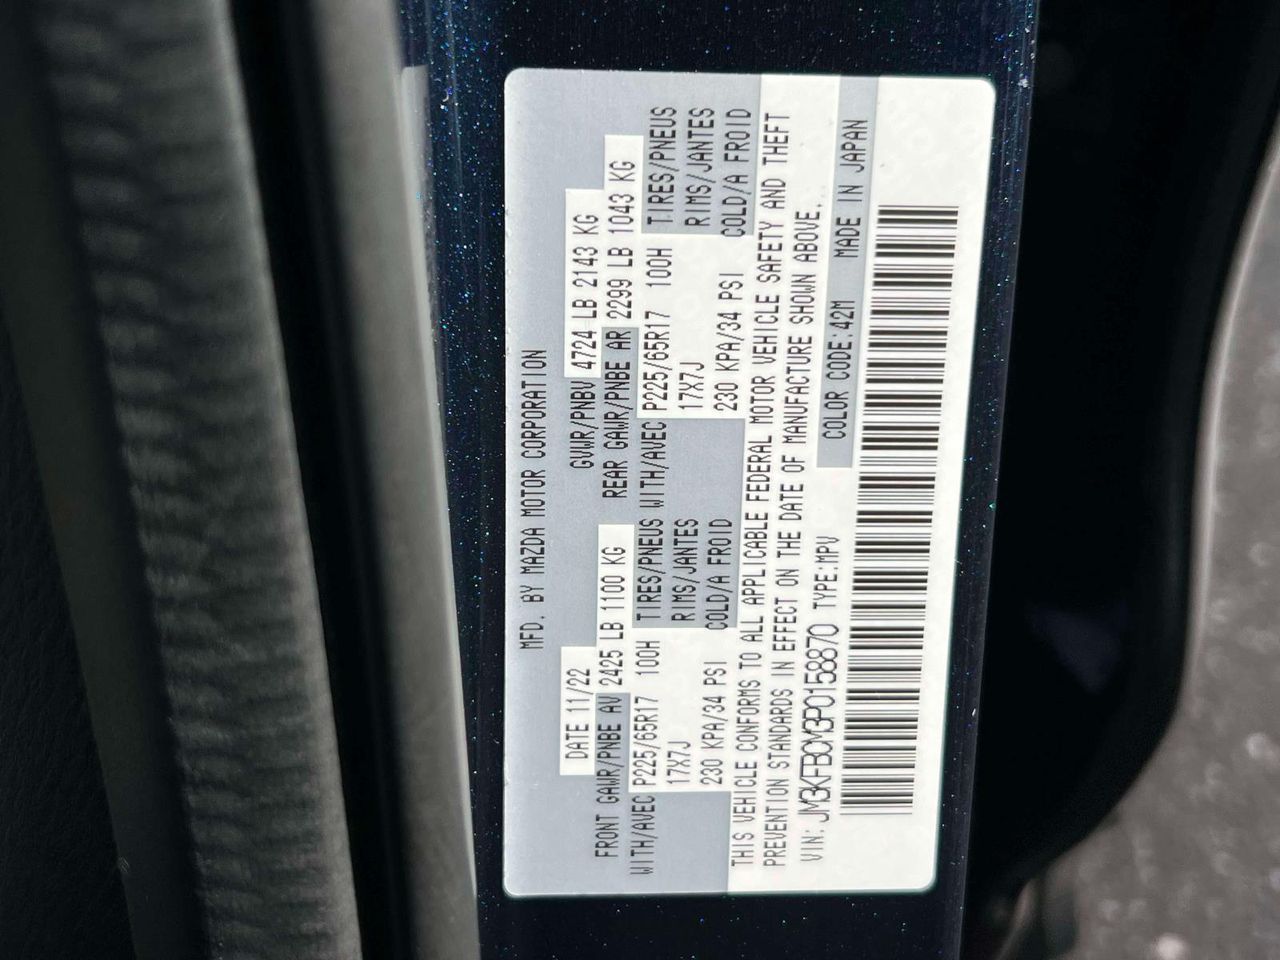 MFD. BY MAZDA MOTOR CORPORATION
DATE 11/22 GVWR/PNBV 4724 LB 2143 KG
FRONT GAWR/PNBE AV 2425 LB 1100 KG REAR GAWR/PNBE AR 2299 LB 1043 KG
WITH/AVEC P225/65R17 100H TIRES/PNEUS WITH/AVEC P225/65R17 100H TIRES/PNEUS
17X7J RIMS/JANTES 17X7J RIMS/JANTES
230 KPA/34 PSI COLD/A FROID 230 KPA/34 PSI COLD/A FROID
THIS VEHICLE CONFORMS TO ALL APPLICABLE FEDERAL MOTOR VEHICLE SAFETY AND THEFT
PREVENTION STANDARDS IN EFFECT ON THE DATE OF MANUFACTURE SHOWN ABOVE.
VIN: JM3KFBCM3P0158870 TYPE:MPV COLOR CODE:42M MADE IN JAPAN